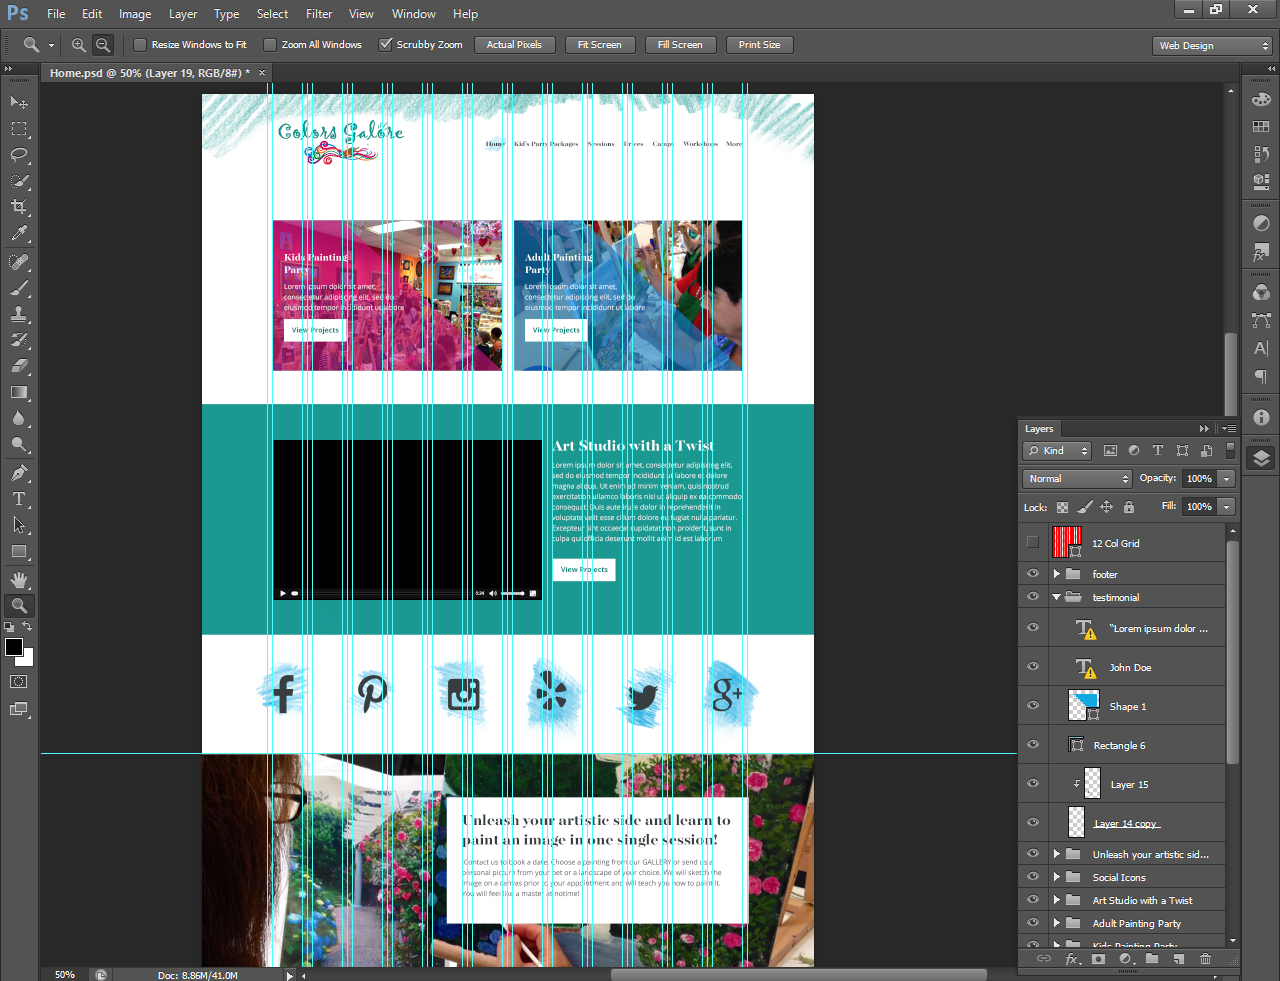 Ps File Edit Image Layer Type Select Filter View Window Help
Resize Windows to Fit Zoom All Windows Scrubby Zoom Actual Pixels Fit Screen Fill Screen Print Size Web Design
Home.psd @ 50% (Layer 19, RGB/8#) * ×
Colors Galore
Home Kid's Party Packages Sessions Prices Camps Workshops More
Kids Painting
Party
Lorem ipsum dolor sit amet,
consectetur adipiscing elit, sed do
eiusmod tempor incididunt ut labore
View Projects
Adult Painting
Party
Lorem ipsum dolor sit amet,
consectetur adipiscing elit, sed do
eiusmod tempor incididunt ut labore
View Projects
Art Studio with a Twist
Lorem ipsum dolor sit amet, consectetur adipiscing elit,
sed do eiusmod tempor incididunt ut labore et dolore
magna aliqua. Ut enim ad minim veniam, quis nostrud
exercitation ullamco laboris nisi ut aliquip ex ea commodo
consequat. Duis aute irure dolor in reprehenderit in
voluptate velit esse cillum dolore eu fugiat nulla pariatur.
Excepteur sint occaecat cupidatat non proident, sunt in
culpa qui officia deserunt mollit anim id est laborum
View Projects
5:24
g+
Unleash your artistic side and learn to
paint an image in one single session!
Contact us to book a date. Choose a painting from our GALLERY or send us a
personal picture from your pet or a landscape of your choice. We will sketch the
image on a canvas prior to your appointment and will teach you how to paint it.
You will feel like a master at notime!
Layers
Kind
Normal Opacity: 100%
Lock: Fill: 100%
12 Col Grid
footer
testimonial
"Lorem ipsum dolor ...
John Doe
Shape 1
Rectangle 6
Layer 15
Layer 14 copy
Unleash your artistic sid...
Social Icons
Art Studio with a Twist
Adult Painting Party
Kids Painting Party
50% Doc: 8.86M/41.0M